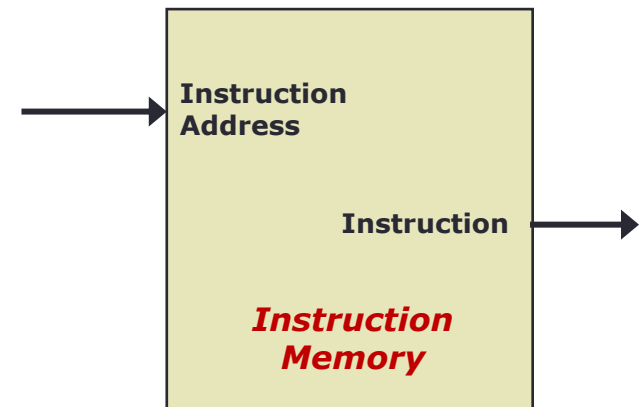 Instruction
Address
Instruction
Instruction
Memory